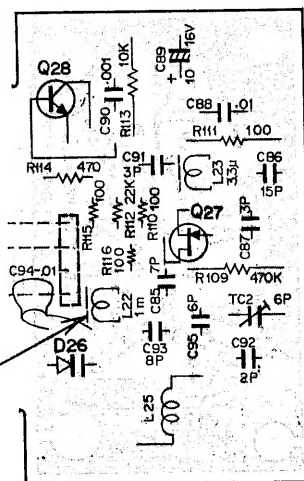 Q28
.001
C90
10K
R113
C89
16V
10
+
C88
.01
R111
100
R114
470
C91
3P
L23
3.3μ
C86
15P
100
R115
22K
R112
100
R110
Q27
3P
C87
R116
100
7P
C85
R109
470K
C94-.01
L22
1m
TC2
6P
6P
C95
D26
C93
8P
C92
2P
L25